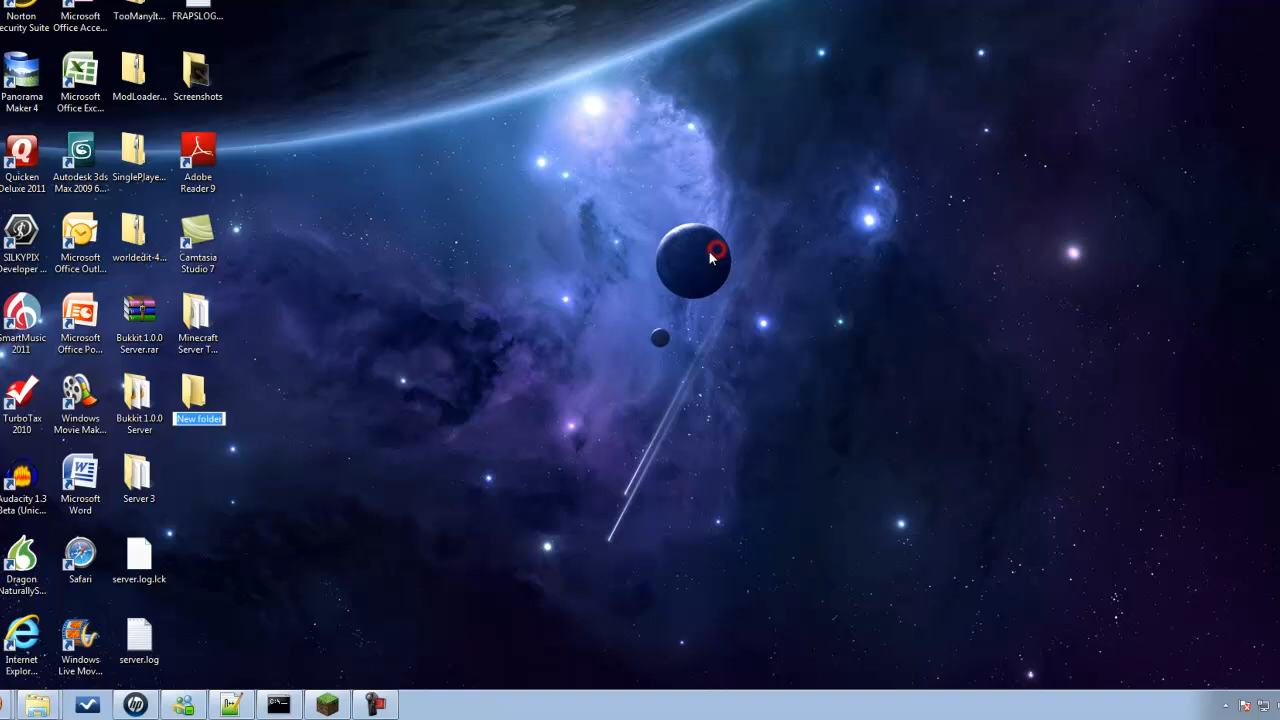 Norton
ecurity Suite
Microsoft
Office Acce...
TooManyIt...
FRAPSLOG...
Panorama
Maker 4
Microsoft
Office Exc...
ModLoader...
Screenshots
Quicken
Deluxe 2011
Autodesk 3ds
Max 2009 6...
SinglePlaye...
Adobe
Reader 9
SILKYPIX
Developer ...
Microsoft
Office Outl...
worldedit-4...
Camtasia
Studio 7
SmartMusic
2011
Microsoft
Office Po...
Bukkit 1.0.0
Server.rar
Minecraft
Server T...
TurboTax
2010
Windows
Movie Mak...
Bukkit 1.0.0
Server
New folder
Audacity 1.3
Beta (Unic...
Microsoft
Word
Server 3
Dragon
NaturallyS...
Safari
server.log.lck
Internet
Explor...
Windows
Live Mov...
server.log